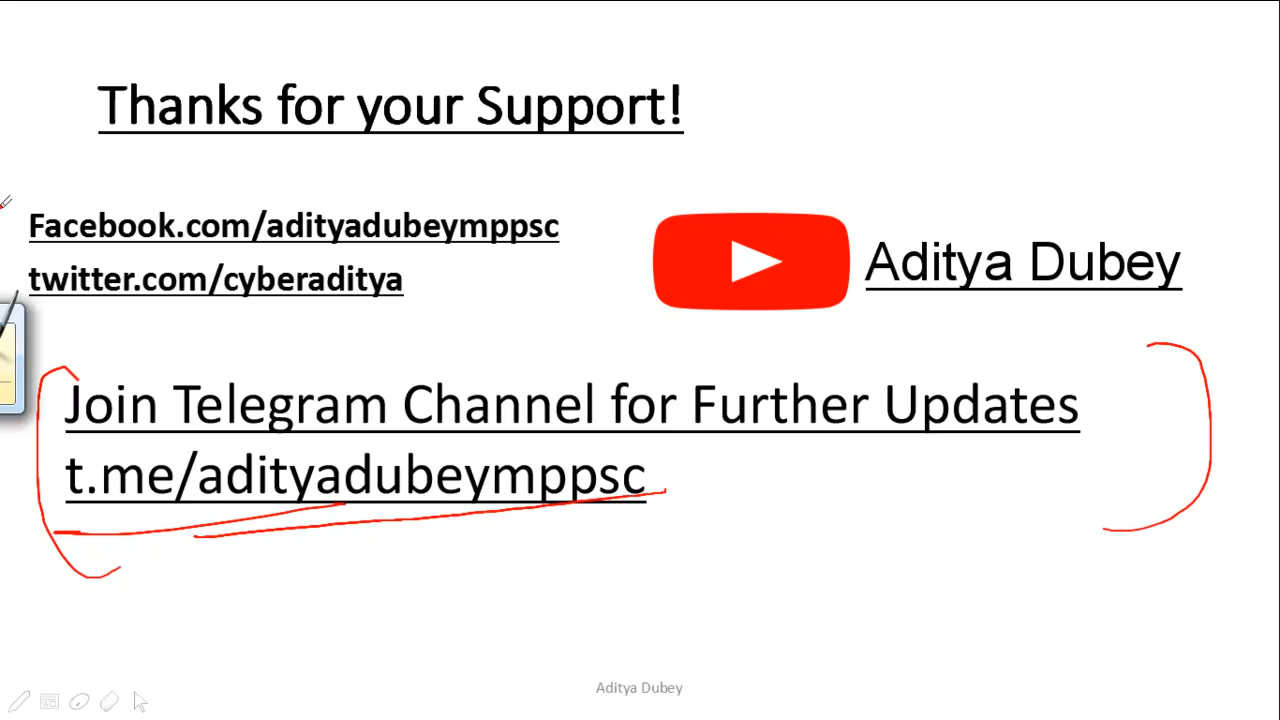 Thanks for your Support!
Facebook.com/adityadubeymppsc
twitter.com/cyberaditya
Aditya Dubey
Join Telegram Channel for Further Updates
t.me/adityadubeymppsc
Aditya Dubey